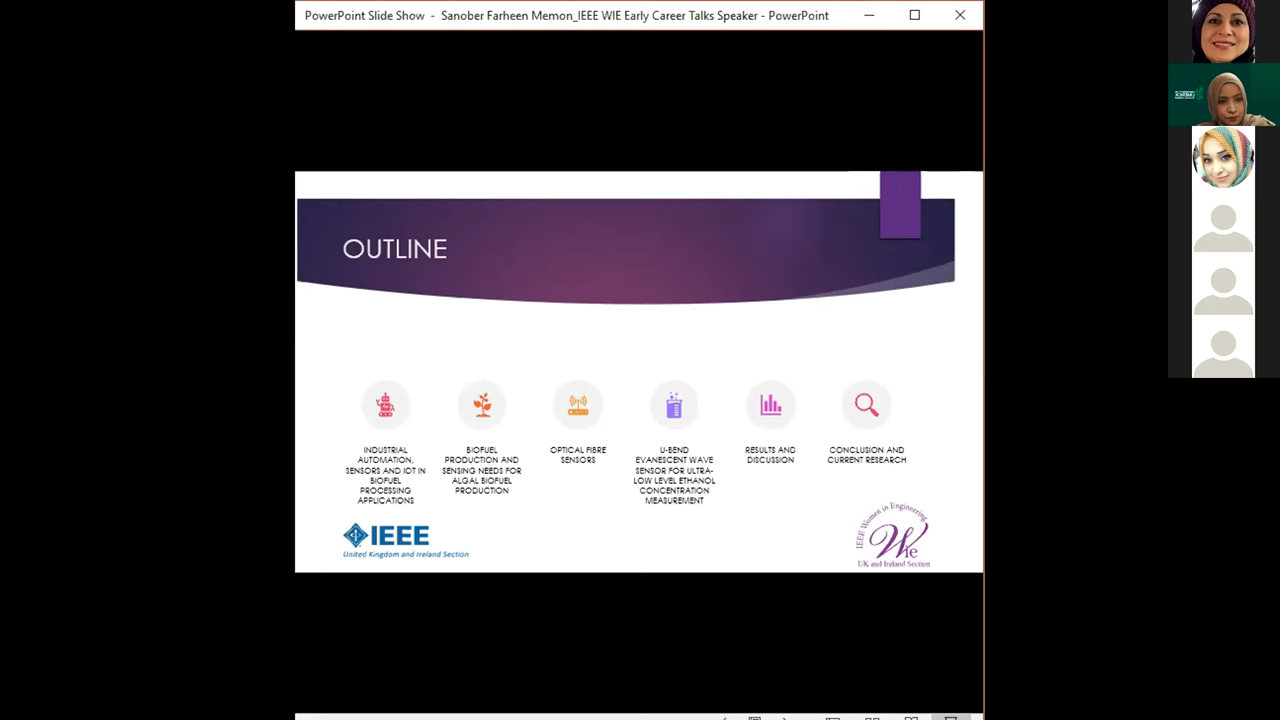 PowerPoint Slide Show - Sanober Farheen Memon_IEEE WIE Early Career Talks Speaker - PowerPoint
OUTLINE
INDUSTRIAL
AUTOMATION,
SENSORS AND IOT IN
BIOFUEL
PROCESSING
APPLICATIONS
BIOFUEL
PRODUCTION AND
SENSING NEEDS FOR
ALGAL BIOFUEL
PRODUCTION
OPTICAL FIBRE
SENSORS
U-BEND
EVANESCENT WAVE
SENSOR FOR ULTRA-
LOW LEVEL ETHANOL
CONCENTRATION
MEASUREMENT
RESULTS AND
DISCUSSION
CONCLUSION AND
CURRENT RESEARCH
IEEE
United Kingdom and Ireland Section
IEEE Women in Engineering
Wie
UK and Ireland Section